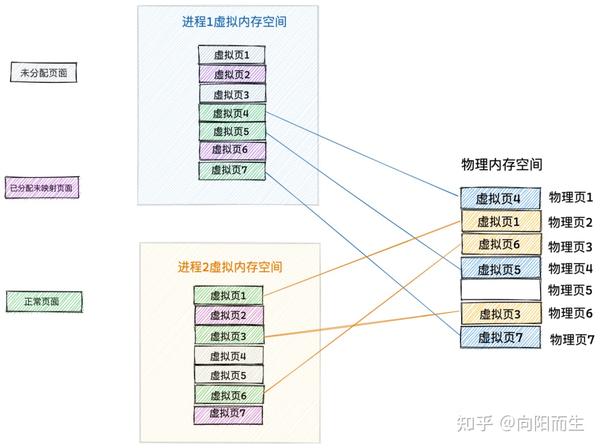 未分配页面
已分配未映射页面
正常页面
进程1虚拟内存空间
虚拟页1
虚拟页2
虚拟页3
虚拟页4
虚拟页5
虚拟页6
虚拟页7
进程2虚拟内存空间
虚拟页1
虚拟页2
虚拟页3
虚拟页4
虚拟页5
虚拟页6
虚拟页7
物理内存空间
虚拟页4 物理页1
虚拟页1 物理页2
虚拟页6 物理页3
虚拟页5 物理页4
物理页5
虚拟页3 物理页6
虚拟页7 物理页7
知乎 @向阳而生